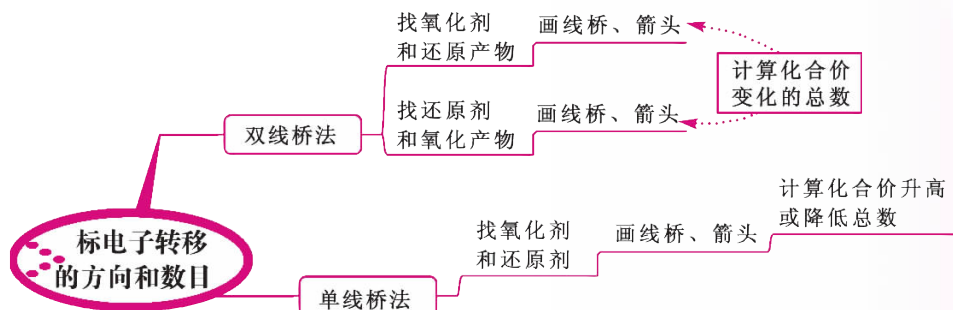 找氧化剂
和还原产物
画线桥、箭头
计算化合价
变化的总数
双线桥法
找还原剂
和氧化产物
画线桥、箭头
标电子转移
的方向和数目
计算化合价升高
或降低总数
找氧化剂
和还原剂
画线桥、箭头
单线桥法